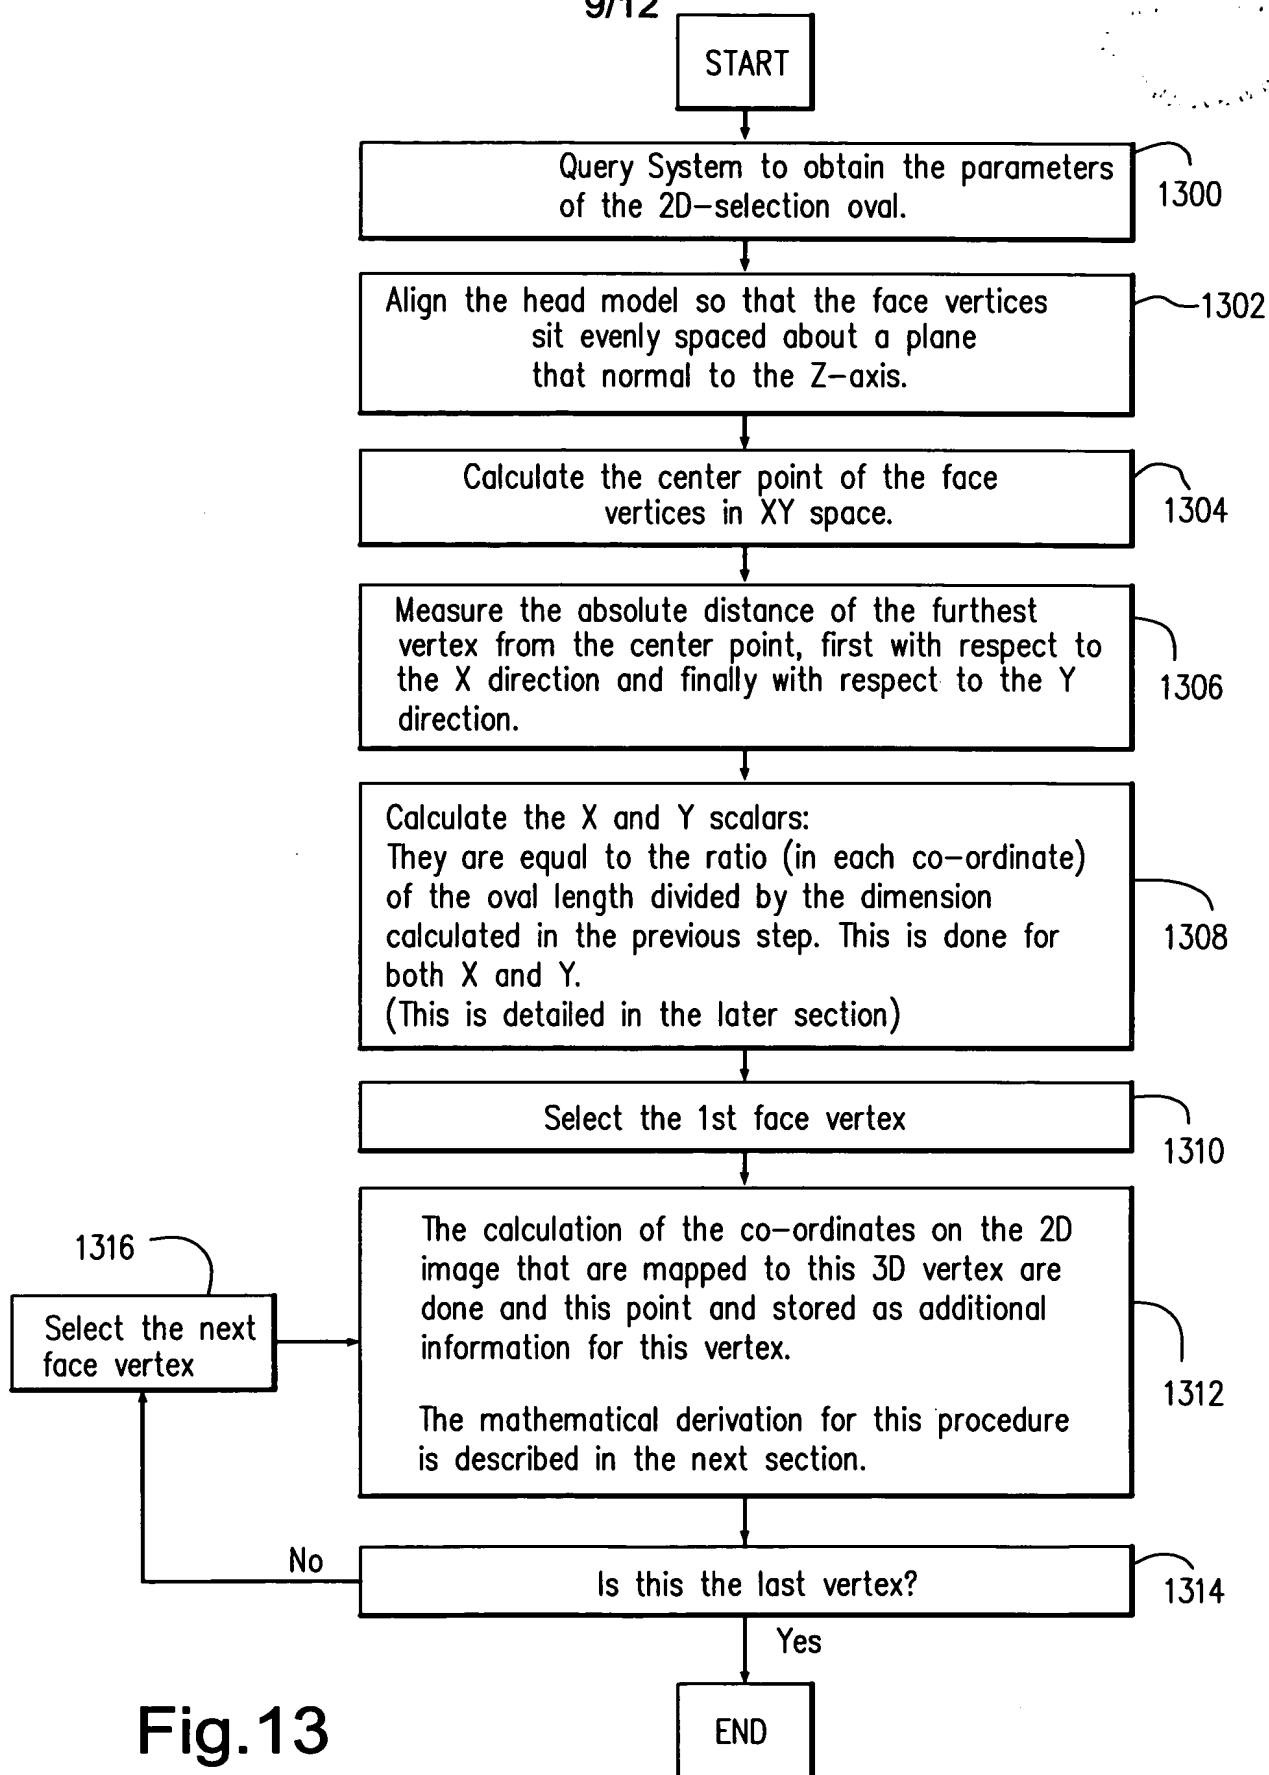 9/12
START
Query System to obtain the parameters
of the 2D-selection oval.
1300
Align the head model so that the face vertices
sit evenly spaced about a plane
that normal to the Z-axis.
1302
Calculate the center point of the face
vertices in XY space.
1304
Measure the absolute distance of the furthest
vertex from the center point, first with respect to
the X direction and finally with respect to the Y
direction.
1306
Calculate the X and Y scalars:
They are equal to the ratio (in each co-ordinate)
of the oval length divided by the dimension
calculated in the previous step. This is done for
both X and Y.
(This is detailed in the later section)
1308
Select the 1st face vertex
1310
The calculation of the co-ordinates on the 2D
image that are mapped to this 3D vertex are
done and this point and stored as additional
information for this vertex.
The mathematical derivation for this procedure
is described in the next section.
1312
1316
Select the next
face vertex
No
Is this the last vertex?
1314
Yes
END
Fig.13